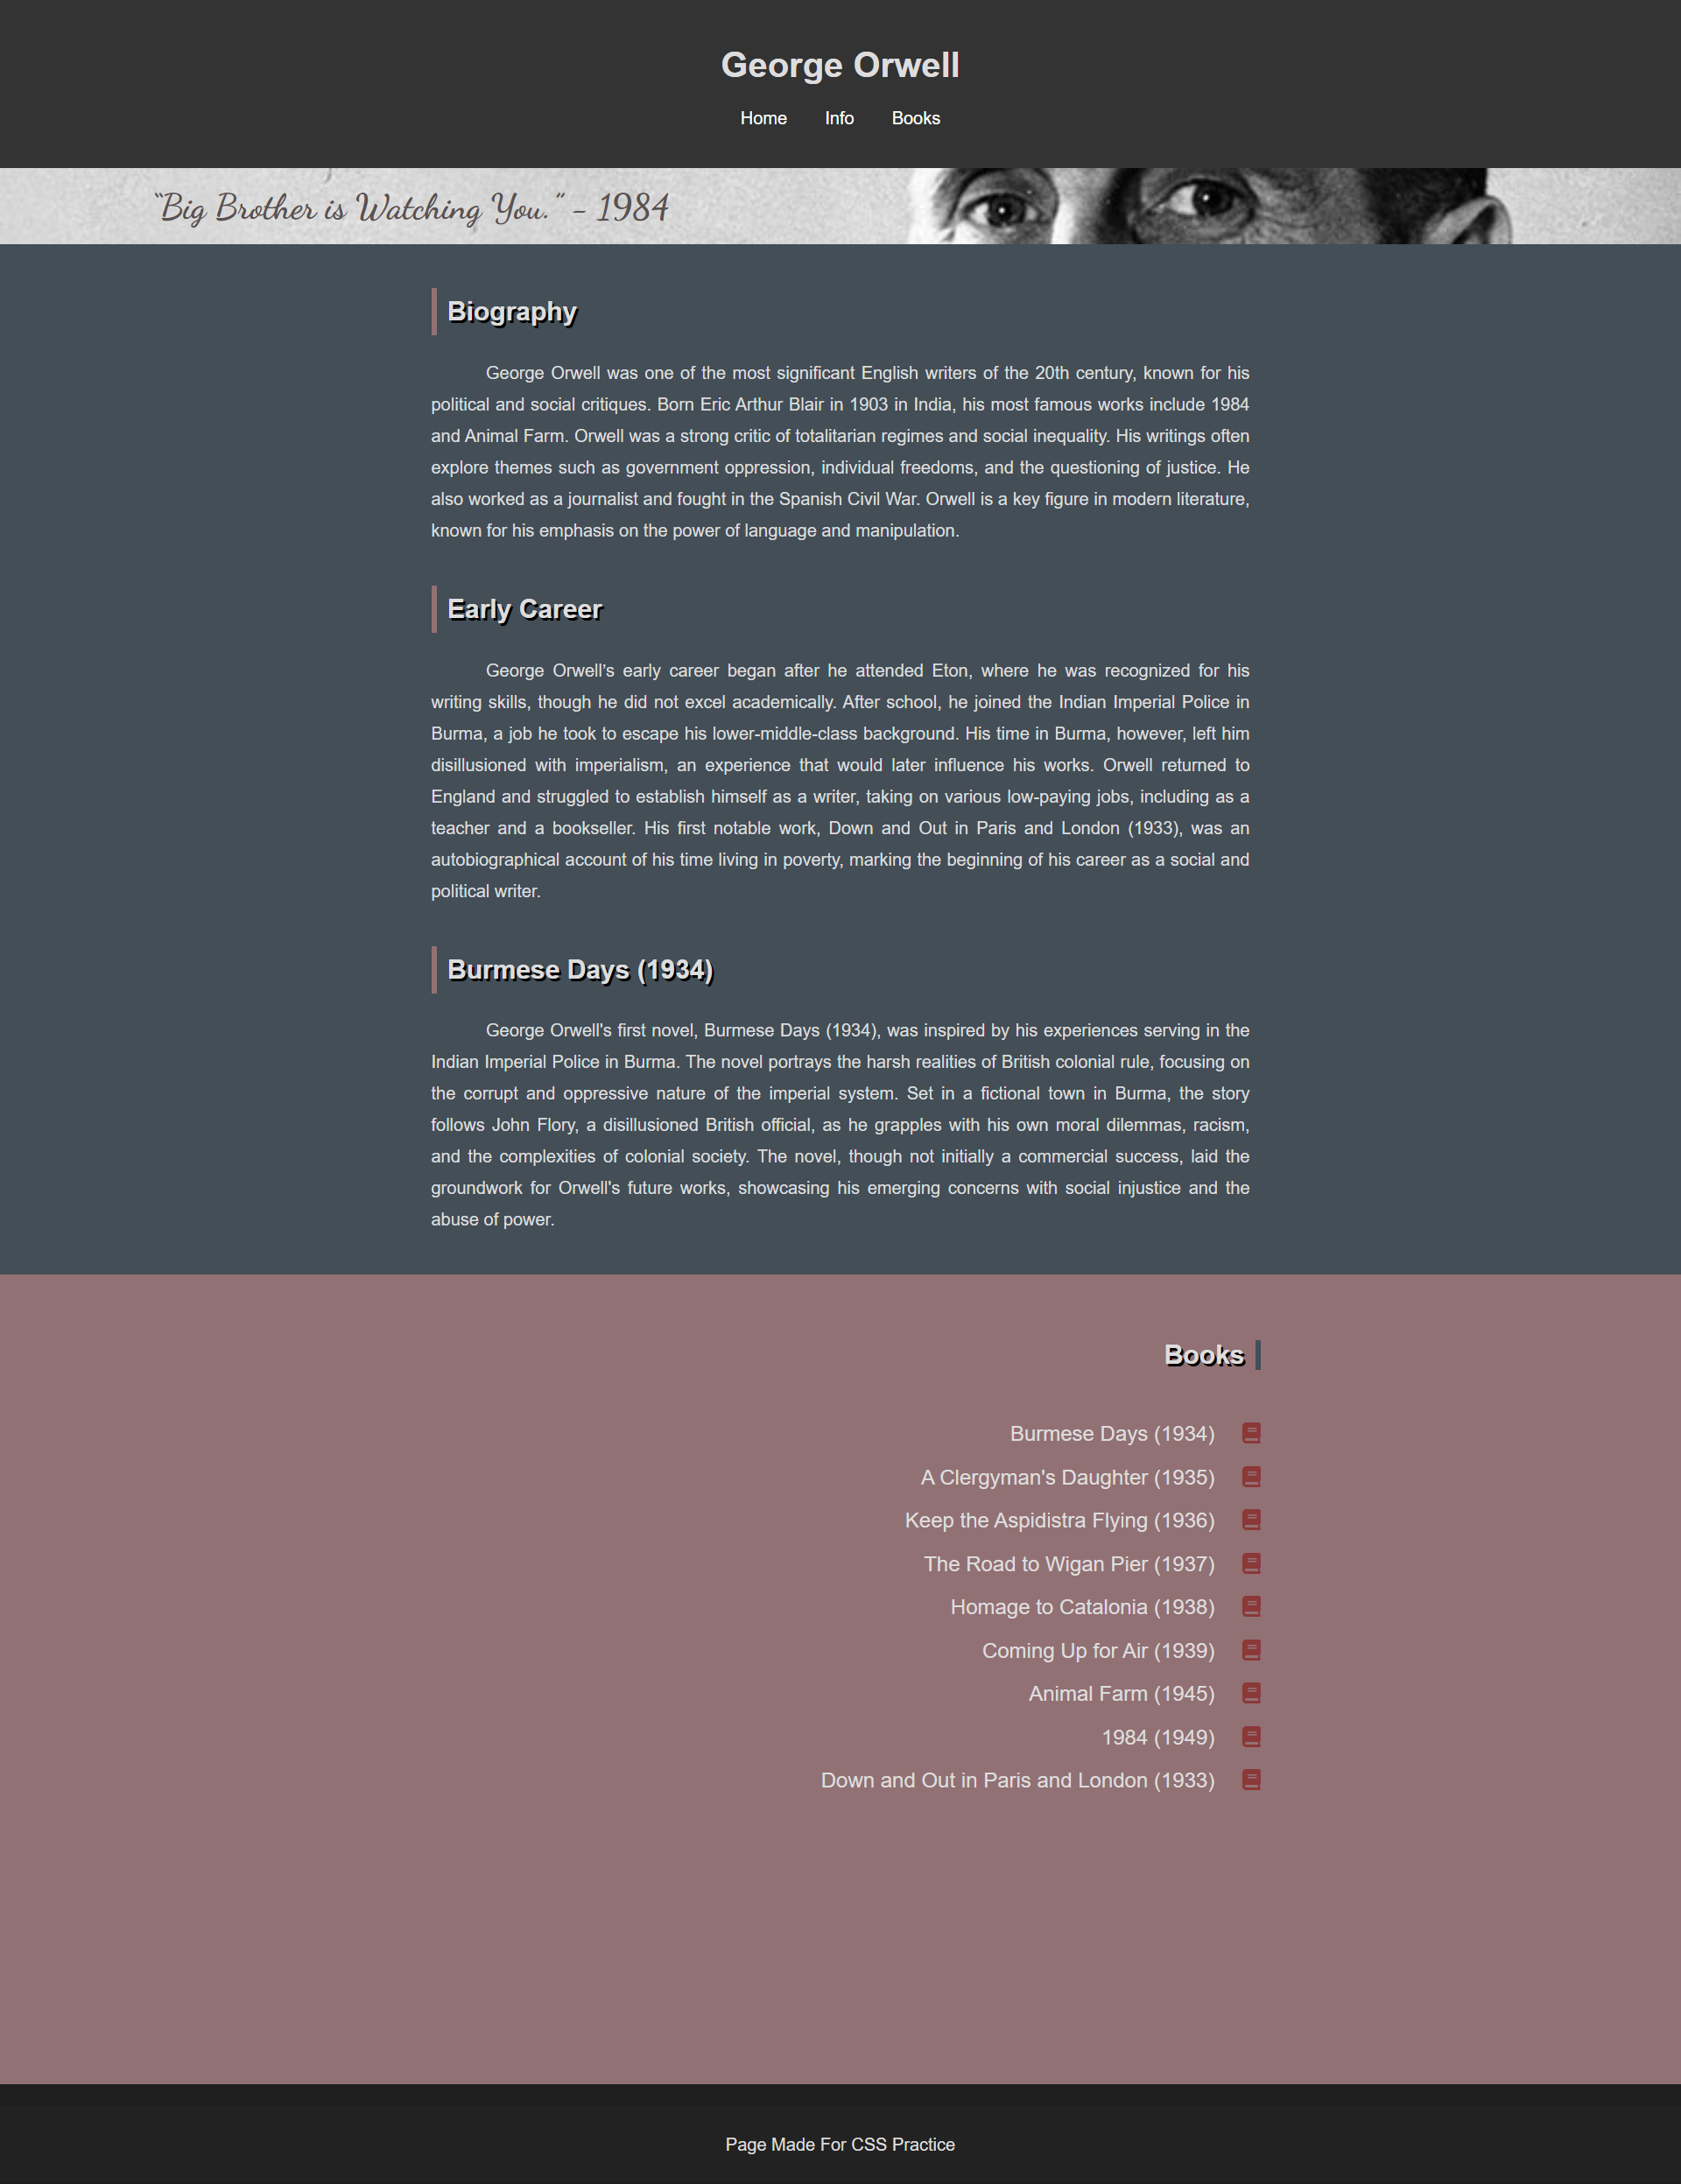 George Orwell
Home Info Books
“Big Brother is Watching You.” - 1984
Biography
George Orwell was one of the most significant English writers of the 20th century, known for his
political and social critiques. Born Eric Arthur Blair in 1903 in India, his most famous works include 1984
and Animal Farm. Orwell was a strong critic of totalitarian regimes and social inequality. His writings often
explore themes such as government oppression, individual freedoms, and the questioning of justice. He
also worked as a journalist and fought in the Spanish Civil War. Orwell is a key figure in modern literature,
known for his emphasis on the power of language and manipulation.
Early Career
George Orwell’s early career began after he attended Eton, where he was recognized for his
writing skills, though he did not excel academically. After school, he joined the Indian Imperial Police in
Burma, a job he took to escape his lower-middle-class background. His time in Burma, however, left him
disillusioned with imperialism, an experience that would later influence his works. Orwell returned to
England and struggled to establish himself as a writer, taking on various low-paying jobs, including as a
teacher and a bookseller. His first notable work, Down and Out in Paris and London (1933), was an
autobiographical account of his time living in poverty, marking the beginning of his career as a social and
political writer.
Burmese Days (1934)
George Orwell's first novel, Burmese Days (1934), was inspired by his experiences serving in the
Indian Imperial Police in Burma. The novel portrays the harsh realities of British colonial rule, focusing on
the corrupt and oppressive nature of the imperial system. Set in a fictional town in Burma, the story
follows John Flory, a disillusioned British official, as he grapples with his own moral dilemmas, racism,
and the complexities of colonial society. The novel, though not initially a commercial success, laid the
groundwork for Orwell's future works, showcasing his emerging concerns with social injustice and the
abuse of power.
Books
Burmese Days (1934)
A Clergyman's Daughter (1935)
Keep the Aspidistra Flying (1936)
The Road to Wigan Pier (1937)
Homage to Catalonia (1938)
Coming Up for Air (1939)
Animal Farm (1945)
1984 (1949)
Down and Out in Paris and London (1933)
Page Made For CSS Practice